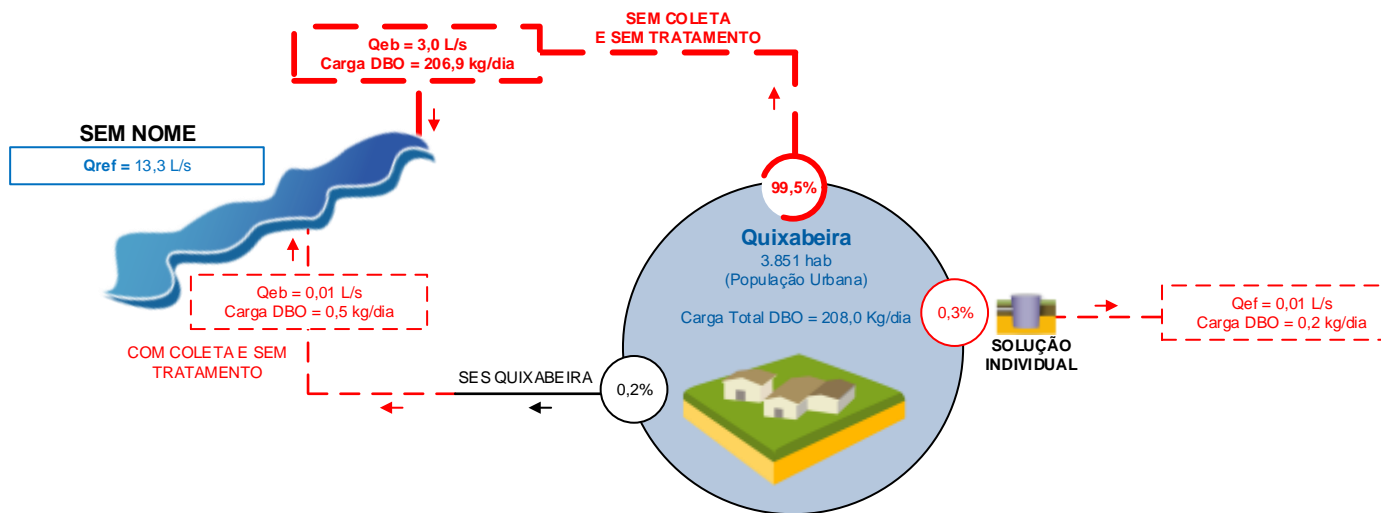 SEM COLETA
E SEM TRATAMENTO
Qeb = 3,0 L/s
Carga DBO = 206,9 kg/dia
SEM NOME
Qref = 13,3 L/s
99,5%
Quixabeira
3.851 hab
(População Urbana)
Carga Total DBO = 208,0 Kg/dia
Qeb = 0,01 L/s
Carga DBO = 0,5 kg/dia
COM COLETA E SEM
TRATAMENTO
SES QUIXABEIRA
0,2%
0,3%
SOLUÇÃO
INDIVIDUAL
Qef = 0,01 L/s
Carga DBO = 0,2 kg/dia